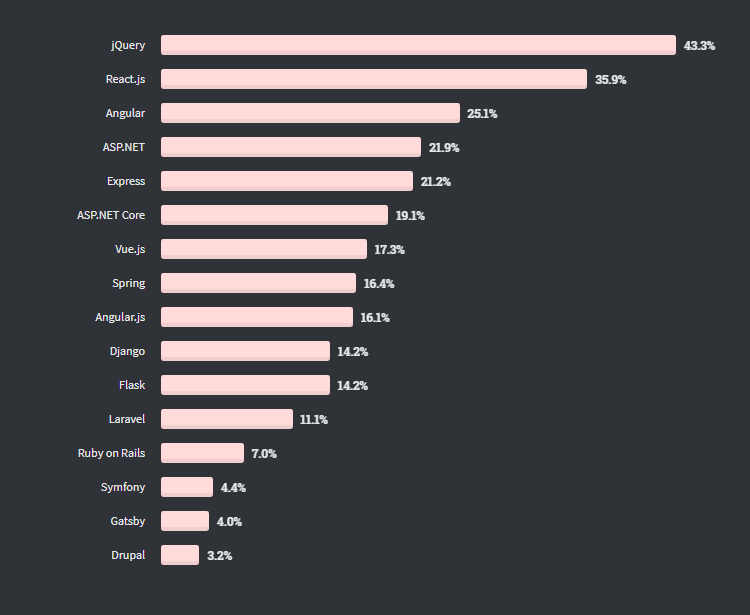 jQuery 43.3%
React.js 35.9%
Angular 25.1%
ASP.NET 21.9%
Express 21.2%
ASP.NET Core 19.1%
Vue.js 17.3%
Spring 16.4%
Angular.js 16.1%
Django 14.2%
Flask 14.2%
Laravel 11.1%
Ruby on Rails 7.0%
Symfony 4.4%
Gatsby 4.0%
Drupal 3.2%